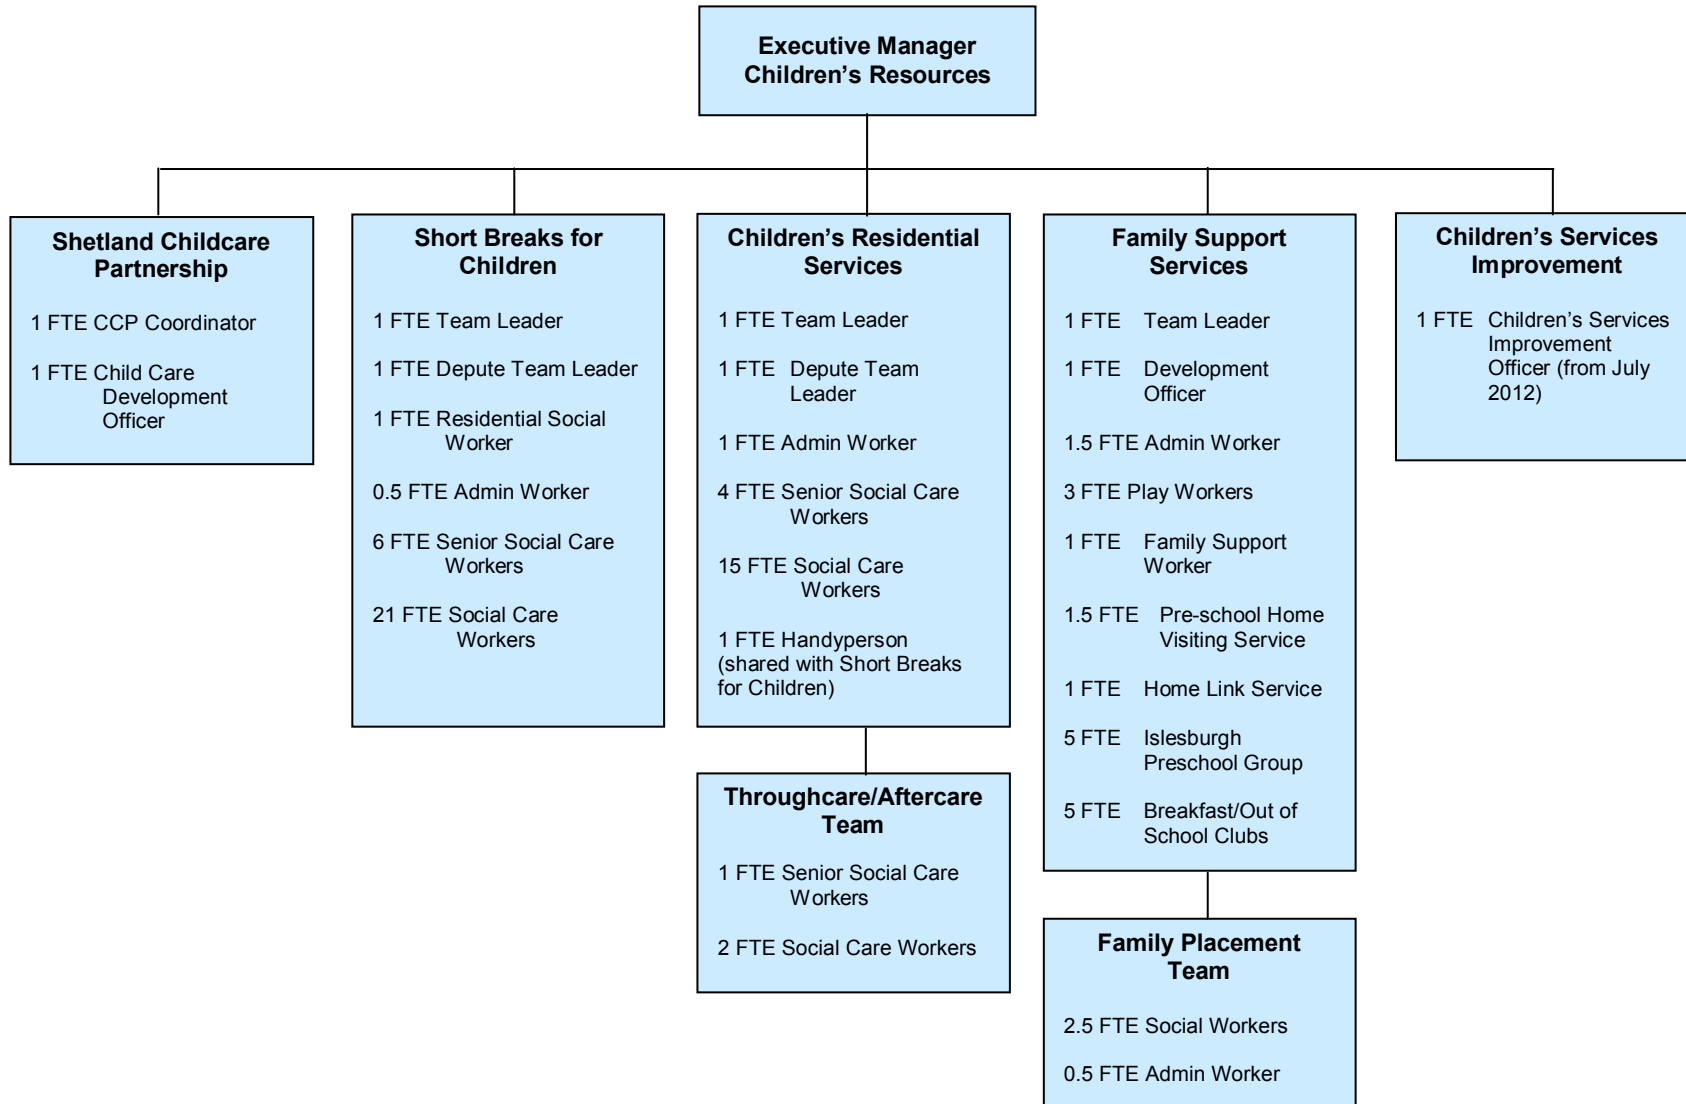 Executive Manager
Children’s Resources
Shetland Childcare
Partnership
1 FTE CCP Coordinator
1 FTE Child Care
Development
Officer
Short Breaks for
Children
1 FTE Team Leader
1 FTE Depute Team Leader
1 FTE Residential Social
Worker
0.5 FTE Admin Worker
6 FTE Senior Social Care
Workers
21 FTE Social Care
Workers
Children’s Residential
Services
1 FTE Team Leader
1 FTE Depute Team
Leader
1 FTE Admin Worker
4 FTE Senior Social Care
Workers
15 FTE Social Care
Workers
1 FTE Handyperson
(shared with Short Breaks
for Children)
Throughcare/Aftercare
Team
1 FTE Senior Social Care
Workers
2 FTE Social Care Workers
Family Support
Services
1 FTE Team Leader
1 FTE Development
Officer
1.5 FTE Admin Worker
3 FTE Play Workers
1 FTE Family Support
Worker
1.5 FTE Pre-school Home
Visiting Service
1 FTE Home Link Service
5 FTE Islesburgh
Preschool Group
5 FTE Breakfast/Out of
School Clubs
Family Placement
Team
2.5 FTE Social Workers
0.5 FTE Admin Worker
Children’s Services
Improvement
1 FTE Children’s Services
Improvement
Officer (from July
2012)